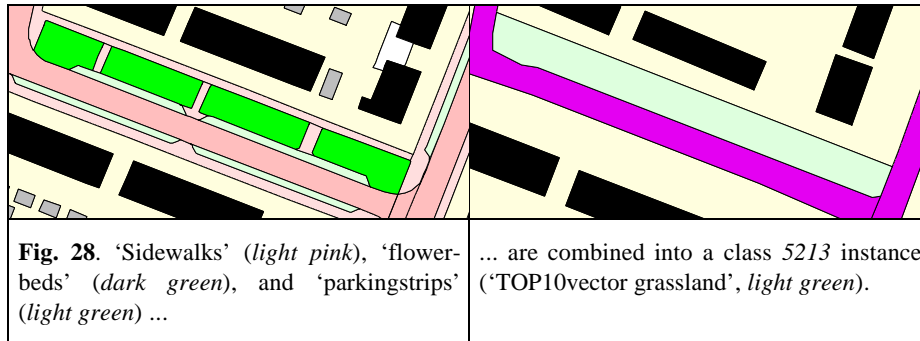 Fig. 28. ‘Sidewalks’ (light pink), ‘flower-
beds’ (dark green), and ‘parkingstrips’
(light green) ...
... are combined into a class 5213 instance
(‘TOP10vector grassland’, light green).